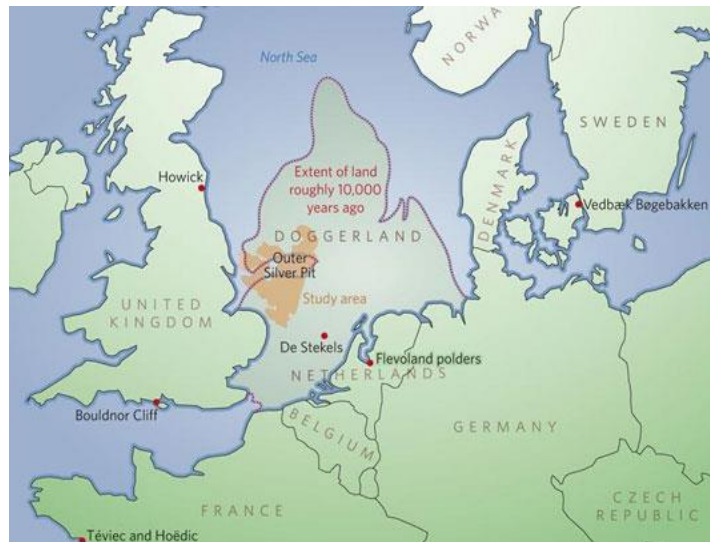 NORWA
North Sea
SWEDEN
Howick
Extent of land
roughly 10,000
years ago
DENMARK
Vedbæk Bøgebakken
DOGGERLAND
Outer
Silver Pit
Study area
UNITED
KINGDOM
De Stekels
Flevoland polders
NETHERLANDS
Bouldnor Cliff
BELGIUM
GERMANY
CZECH
REPUBLIC
FRANCE
Téviec and Hoëdic